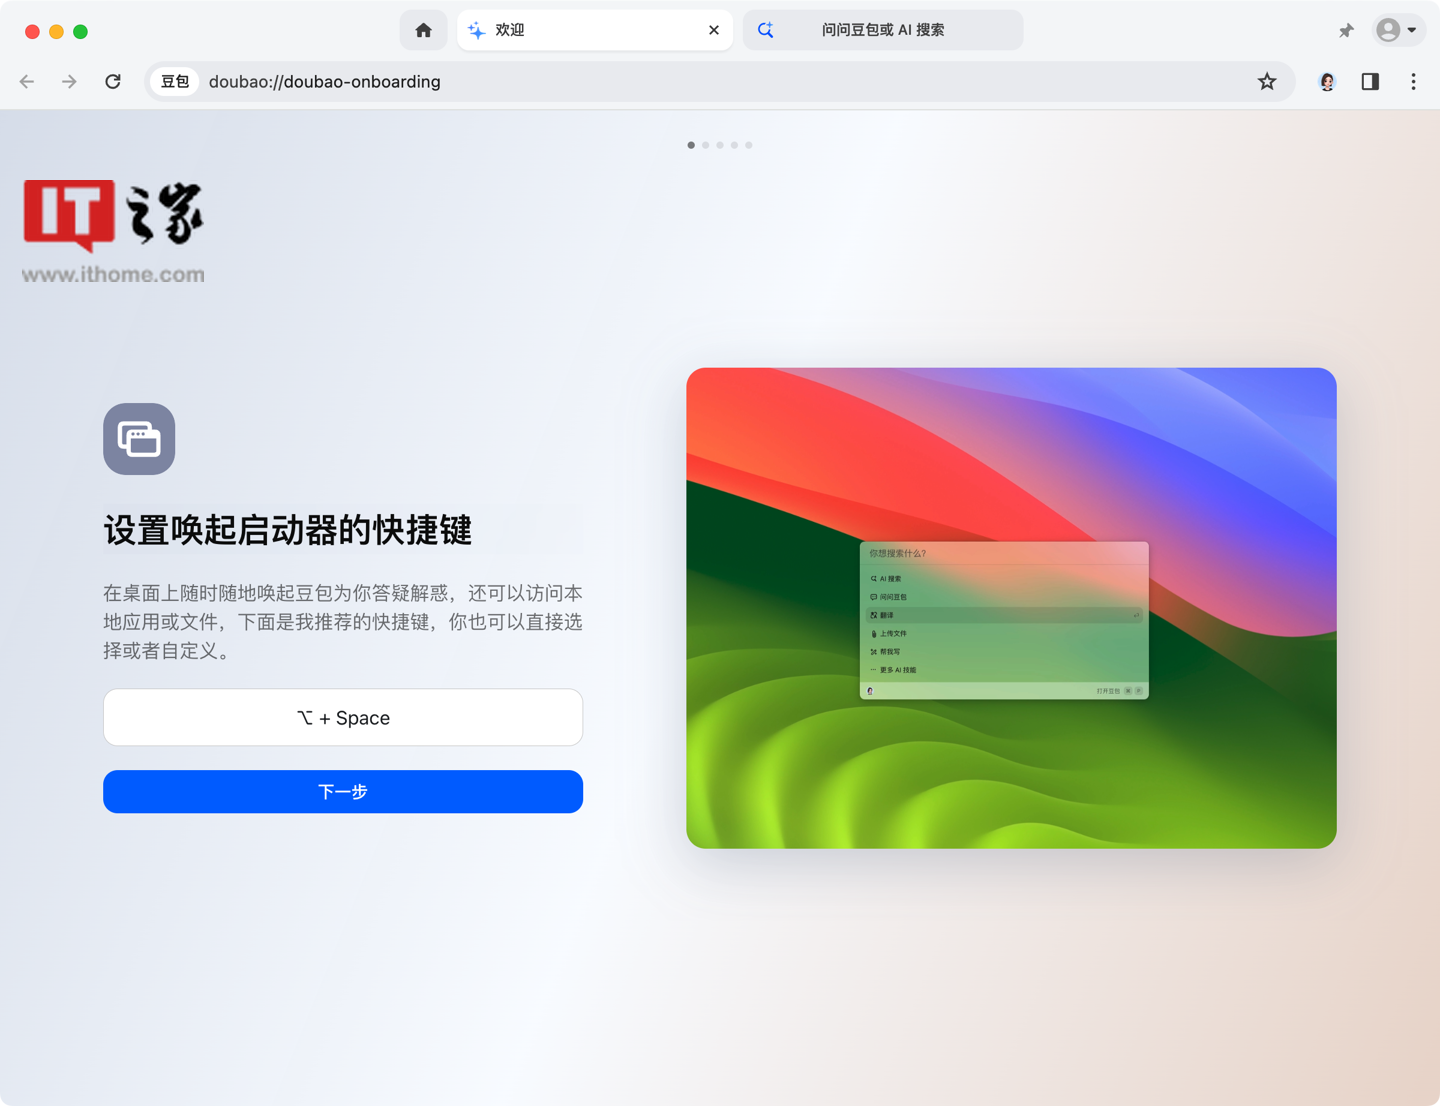 欢迎
问问豆包或 AI 搜索
豆包 doubao://doubao-onboarding
IT之家
www.ithome.com
设置唤起启动器的快捷键
在桌面上随时随地唤起豆包为你答疑解惑，还可以访问本
地应用或文件，下面是我推荐的快捷键，你也可以直接选
择或者自定义。
⌥ + Space
下一步
你想搜索什么?
AI 搜索
问问豆包
翻译
上传文件
帮我写
更多 AI 技能
打开豆包